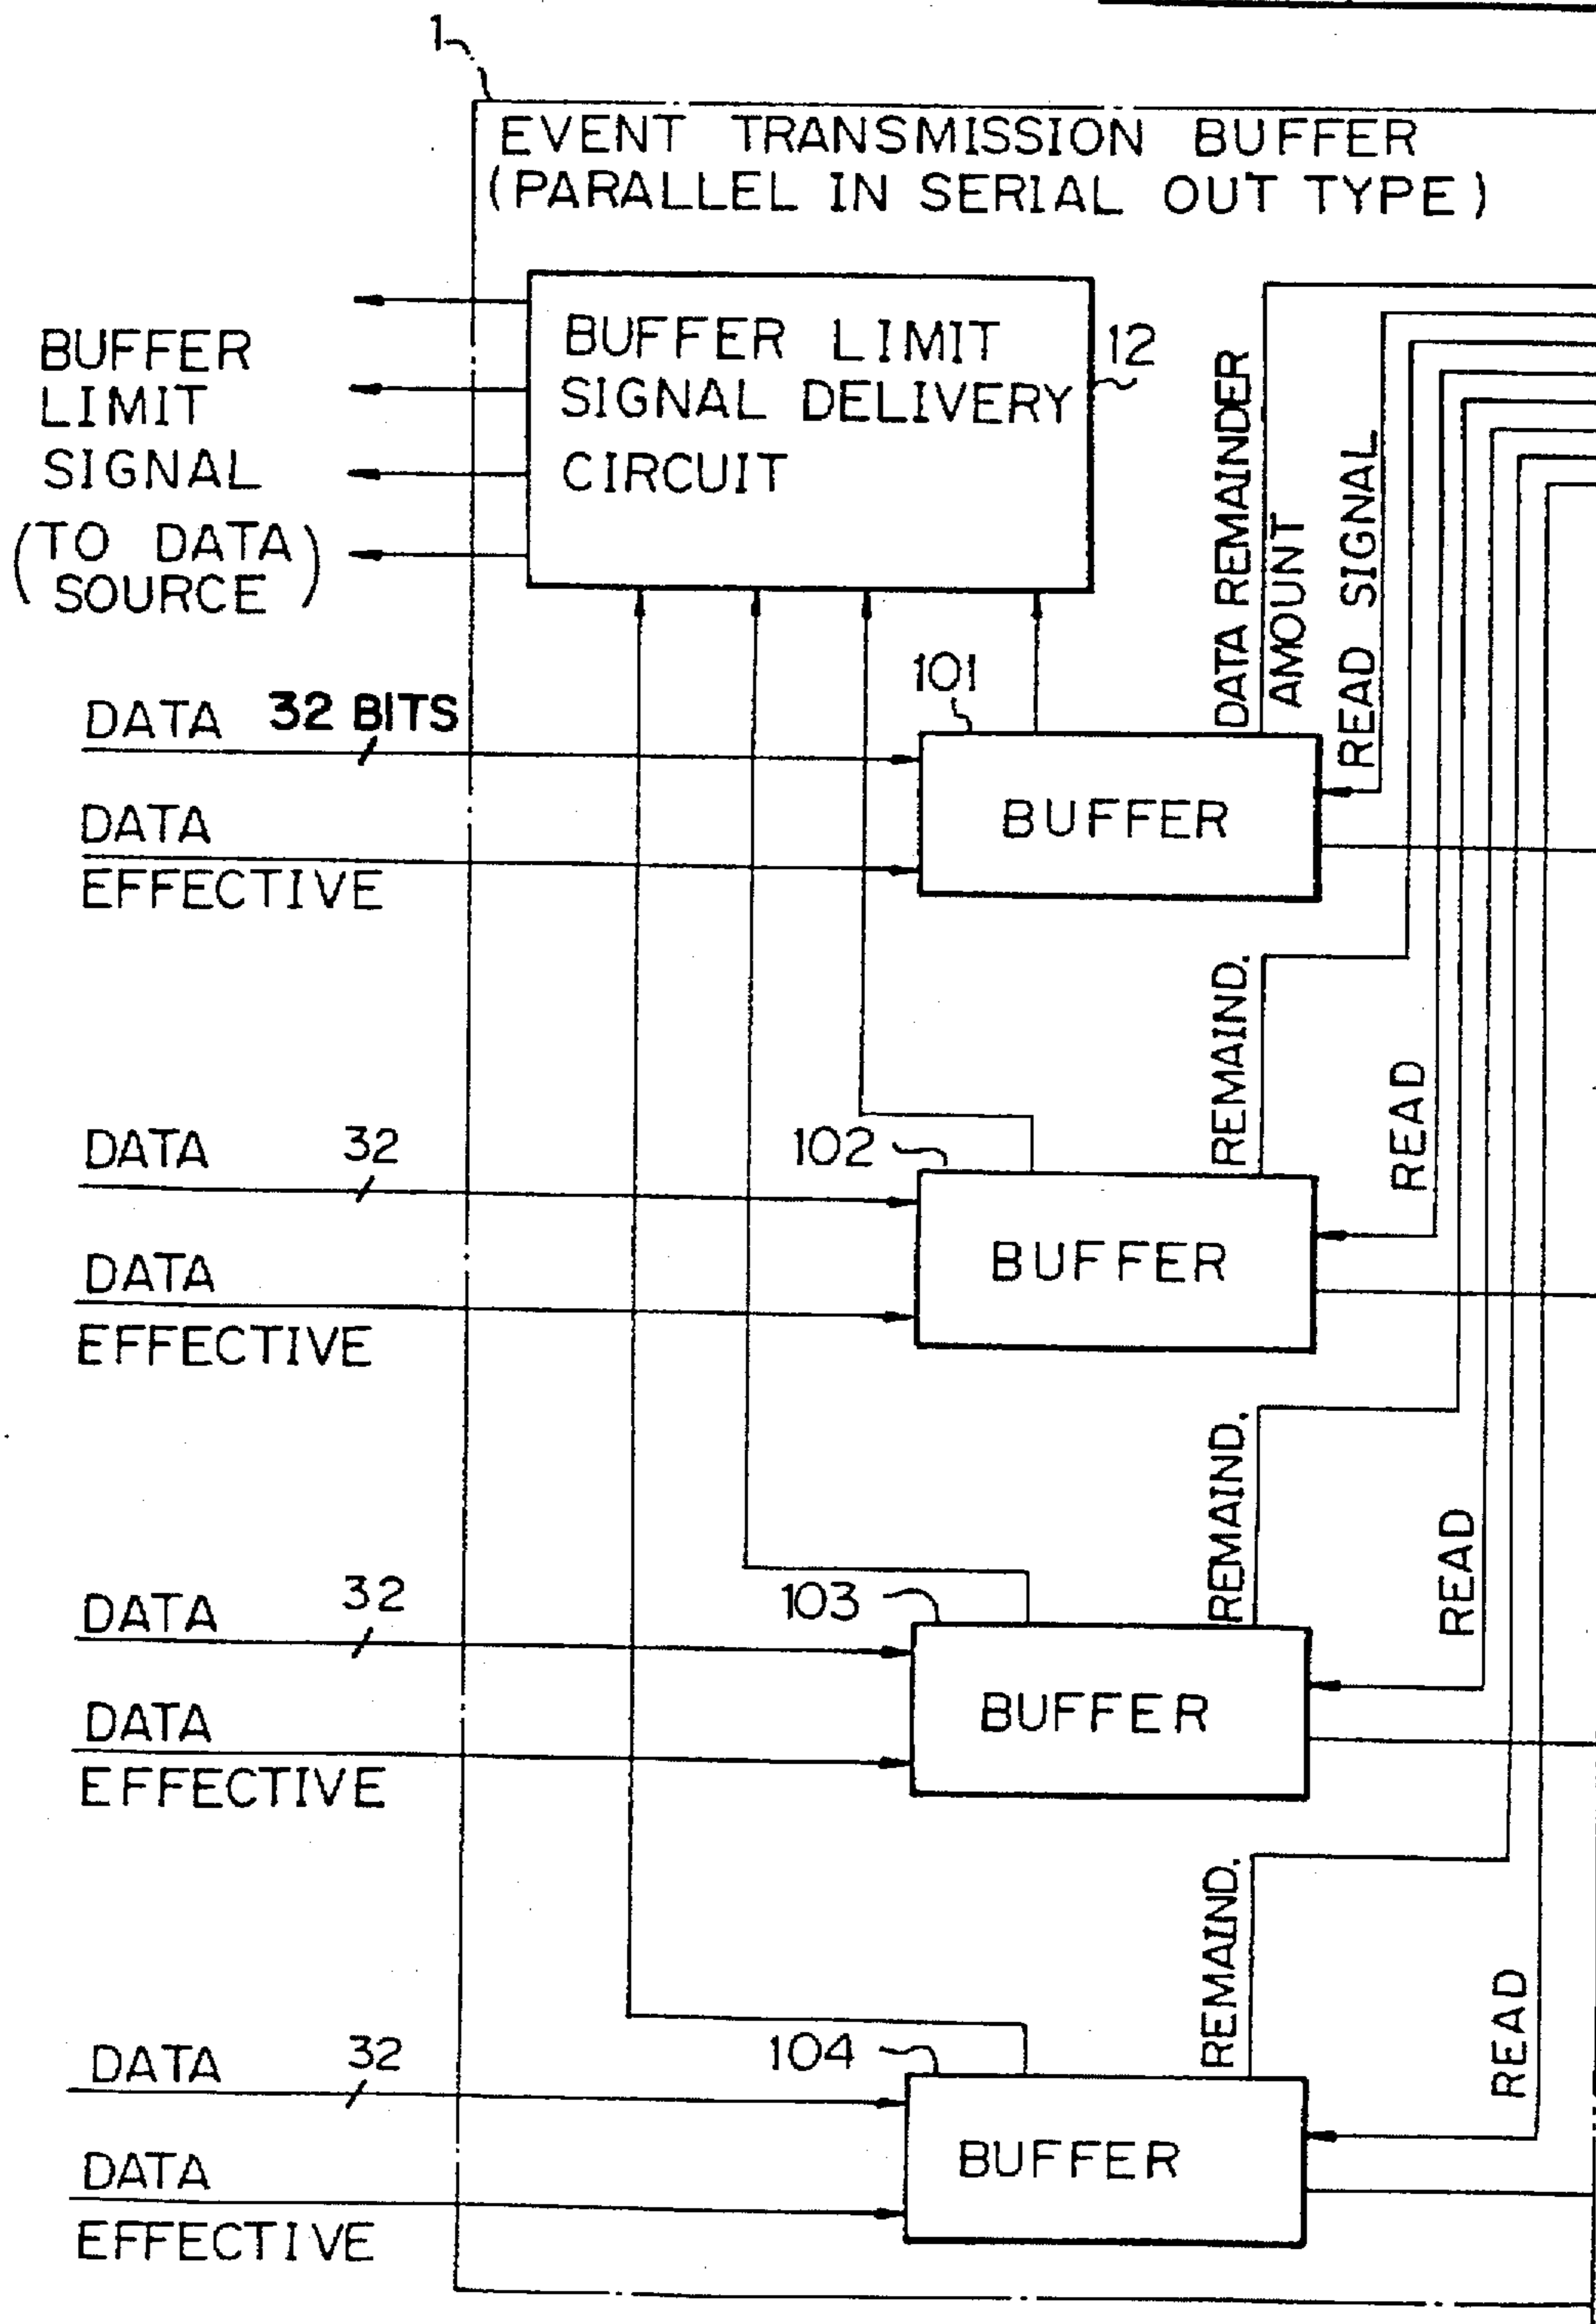 1
EVENT TRANSMISSION BUFFER
(PARALLEL IN SERIAL OUT TYPE)
BUFFER
LIMIT
SIGNAL
(TO DATA
SOURCE)
BUFFER LIMIT
SIGNAL DELIVERY
CIRCUIT
12
DATA REMAINDER
AMOUNT
READ SIGNAL
DATA 32 BITS
DATA
EFFECTIVE
101
BUFFER
REMAIND.
READ
DATA 32
DATA
EFFECTIVE
102
BUFFER
REMAIND.
READ
DATA 32
DATA
EFFECTIVE
103
BUFFER
REMAIND.
READ
DATA 32
DATA
EFFECTIVE
104
BUFFER